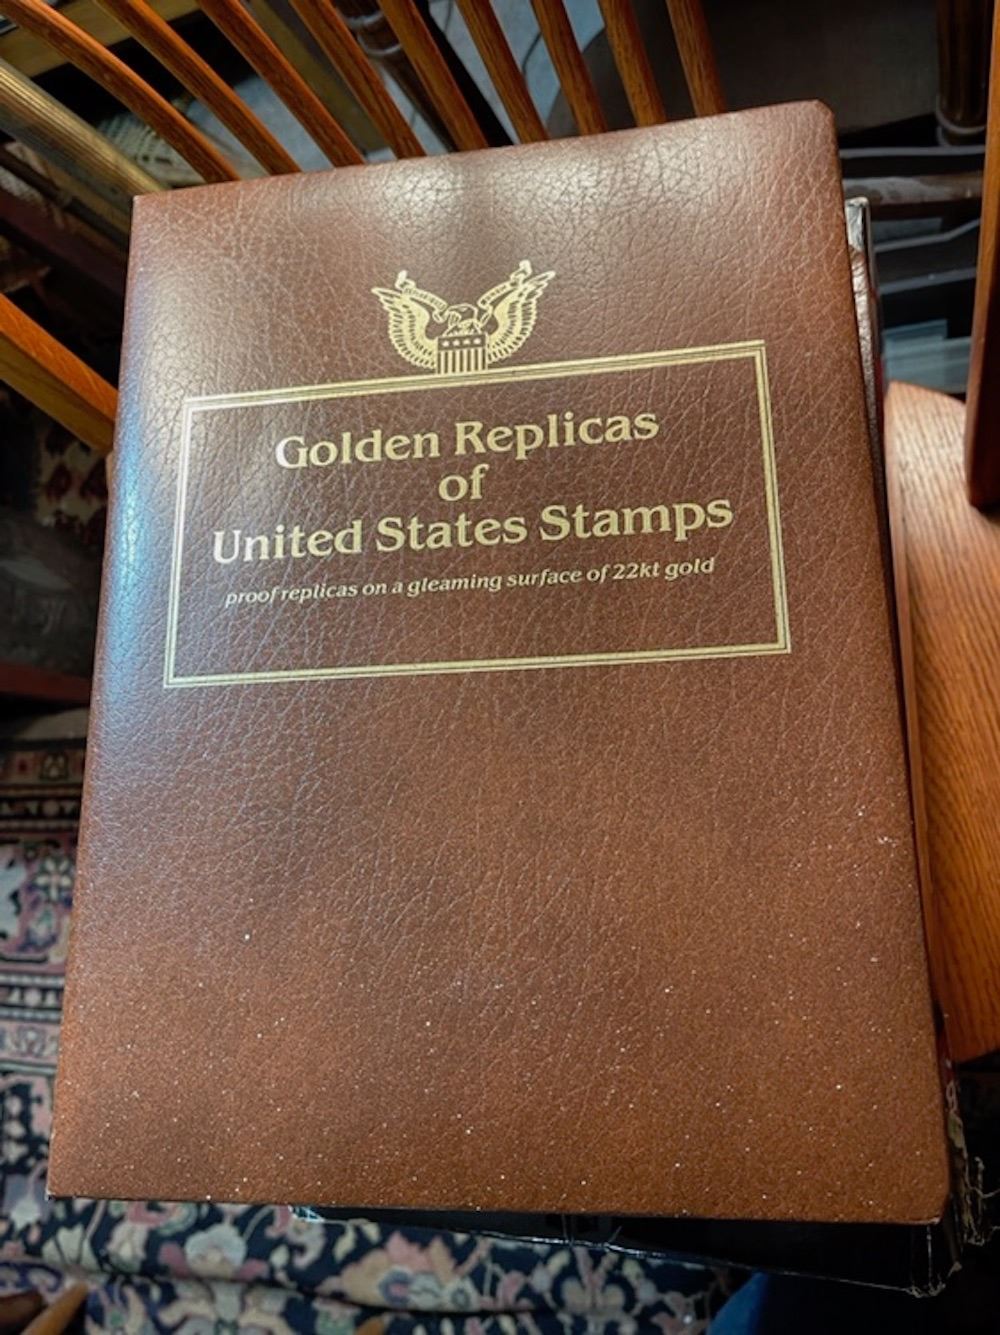 Golden Replicas
of
United States Stamps
proof replicas on a gleaming surface of 22kt gold